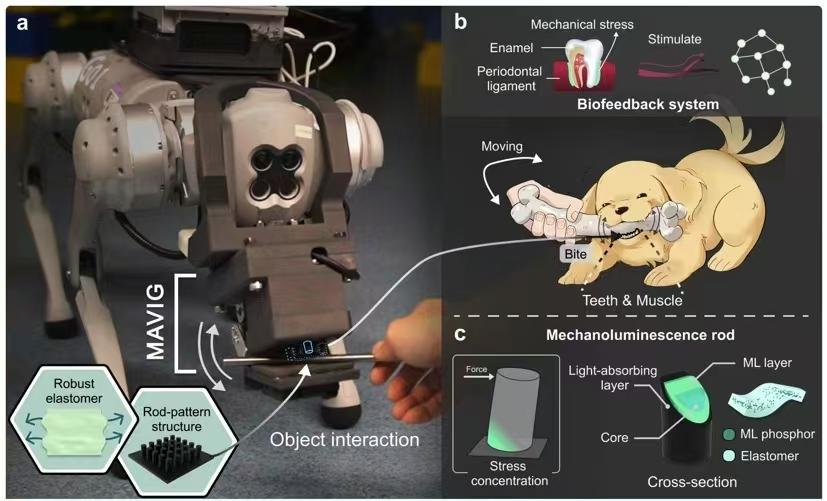 a
MAVIG
Robust
elastomer
Rod-pattern
structure
Object interaction
b
Mechanical stress
Enamel
Periodontal
ligament
Stimulate
Biofeedback system
Moving
Bite
Teeth & Muscle
c
Mechanoluminescence rod
Force
Stress
concentration
Light-absorbing
layer
Core
ML layer
ML phosphor
Elastomer
Cross-section